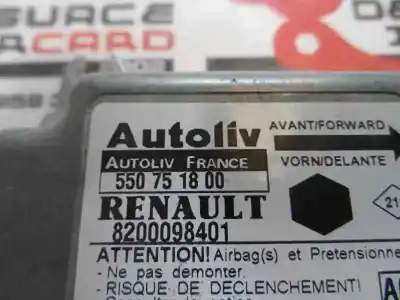 Autoliv
AVANT/FORWARD
AUTOLIV FRANCE
VORN/DELANTE
550 75 18 00
RENAULT
8200098401
ATTENTION! Airbag(s) et Pretensionne
- Ne pas demonter.
- RISQUE DE DECLENCHEMENT!